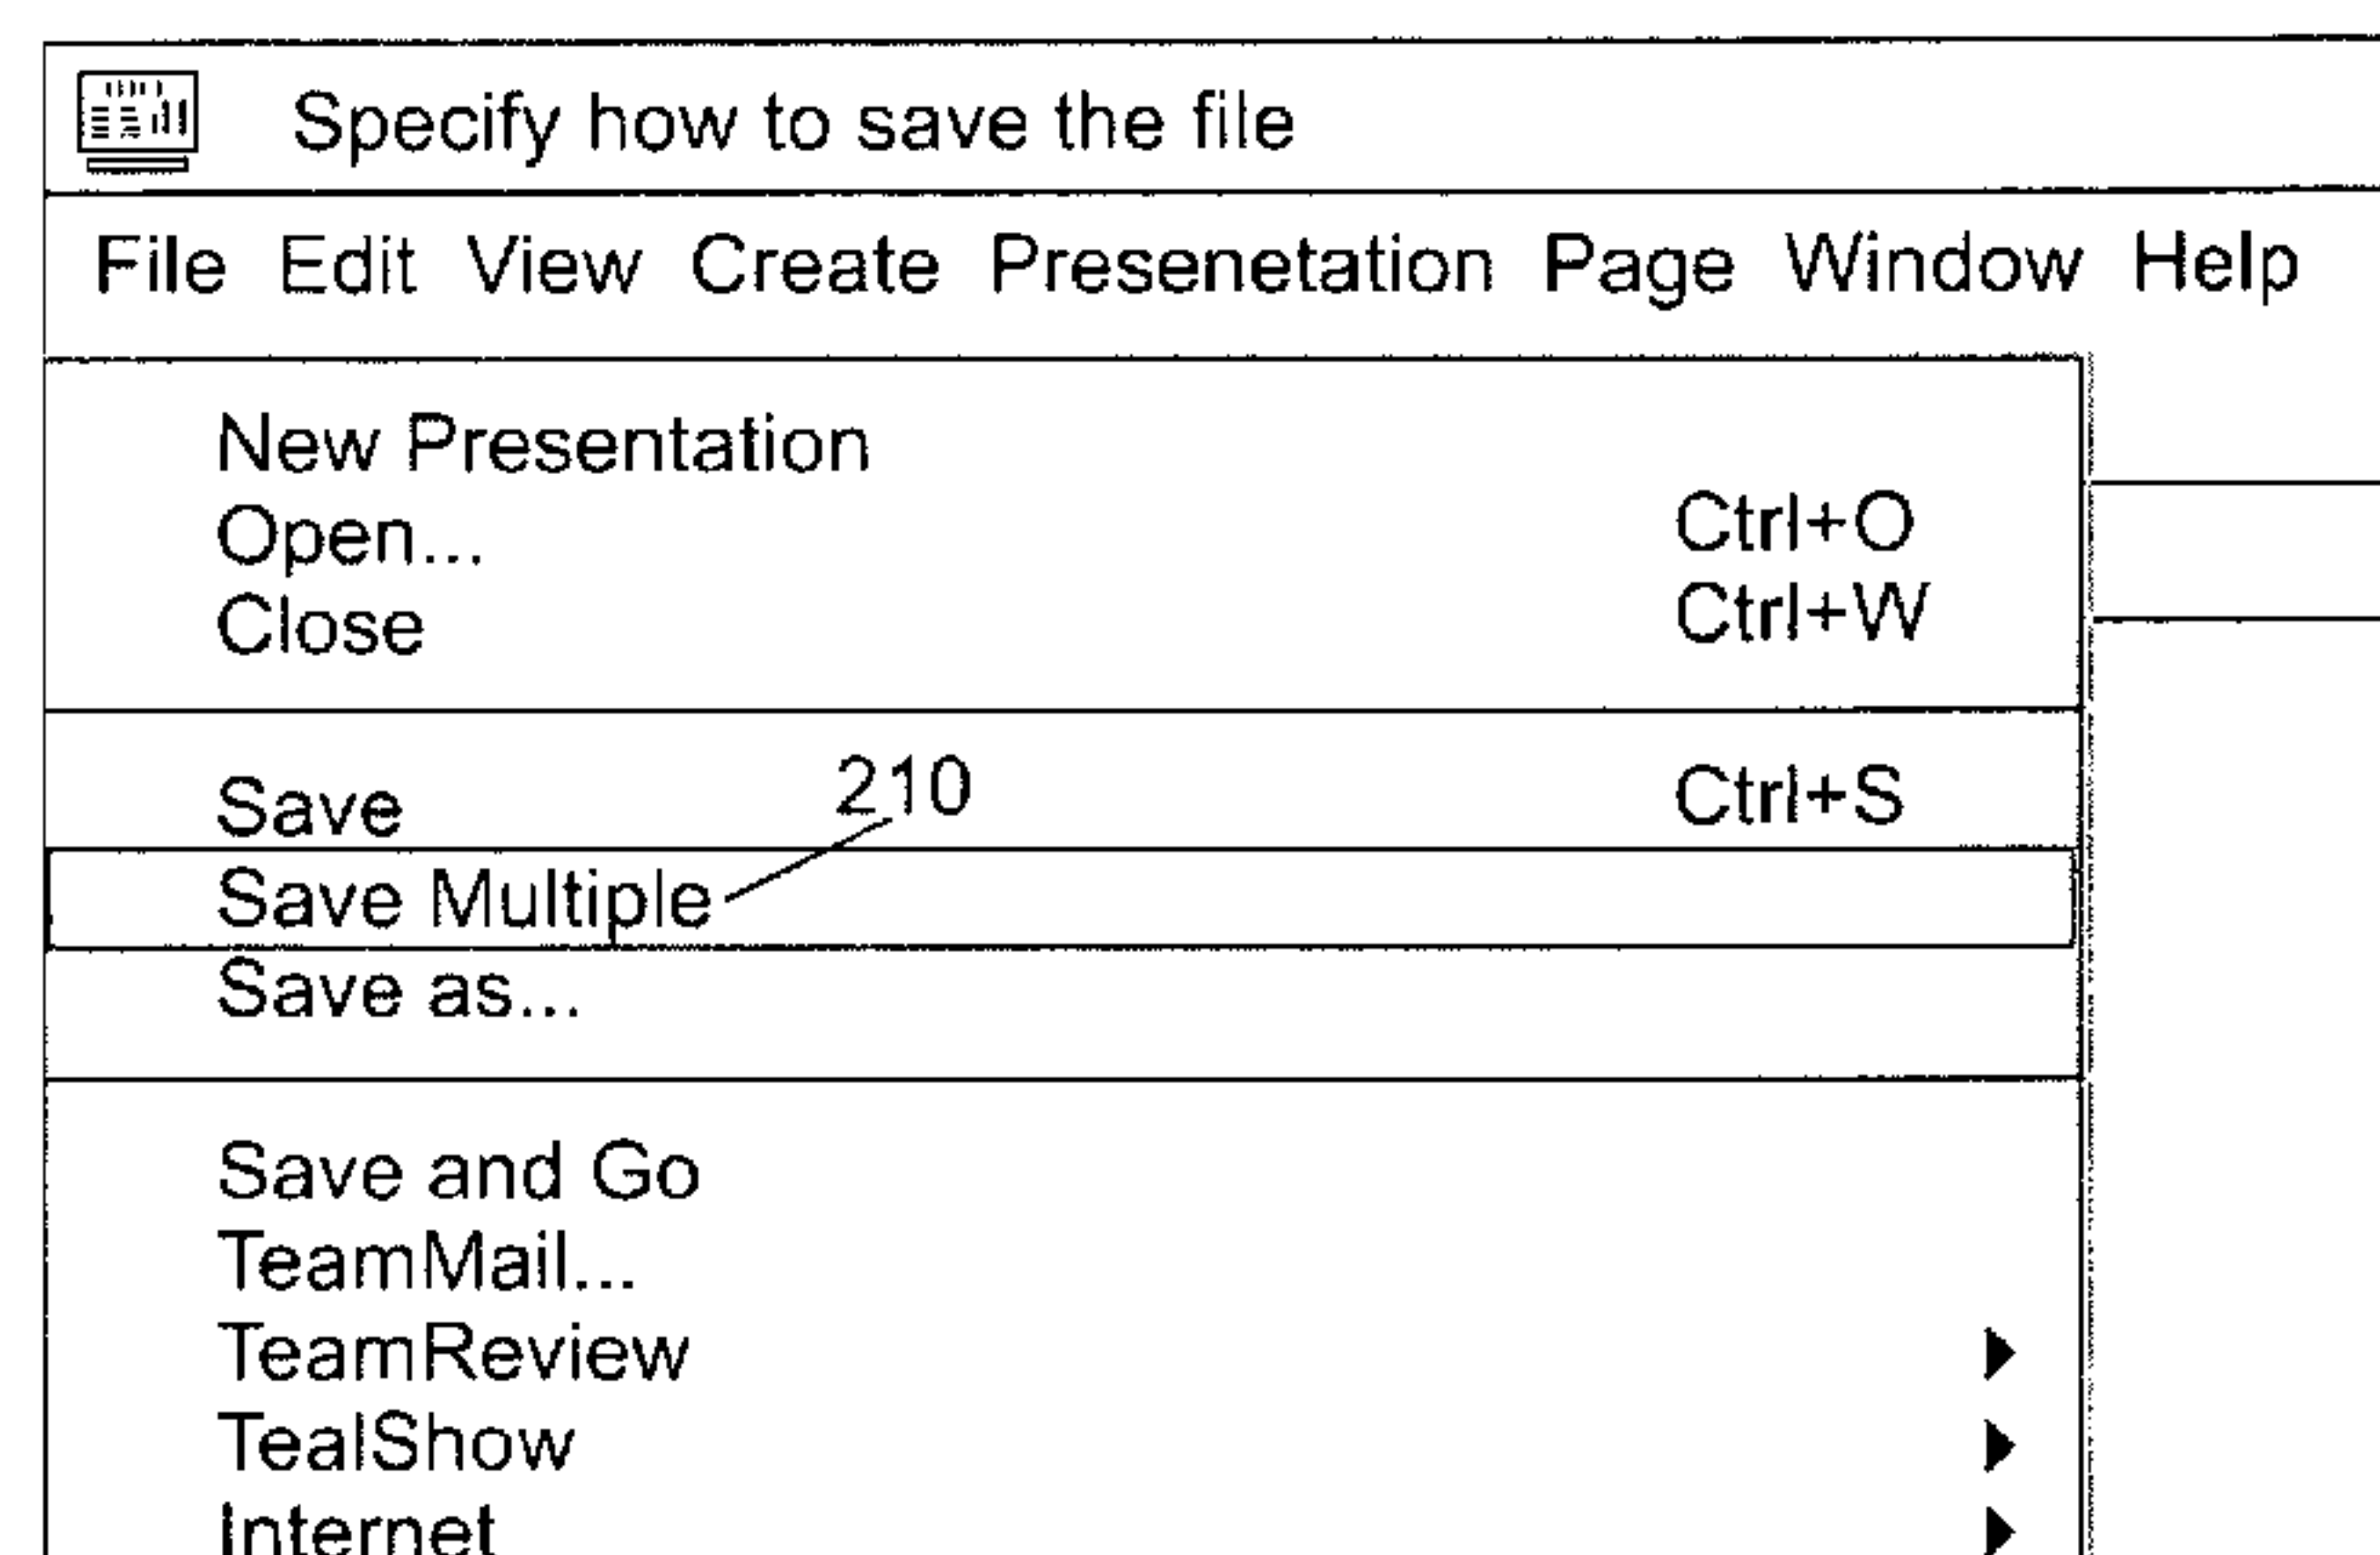 Specify how to save the file
File Edit View Create Presenetation Page Window Help
New Presentation
Open... Ctrl+O
Close Ctrl+W
210
Save Ctrl+S
Save Multiple
Save as...
Save and Go
TeamMail...
TeamReview
TealShow
Internet